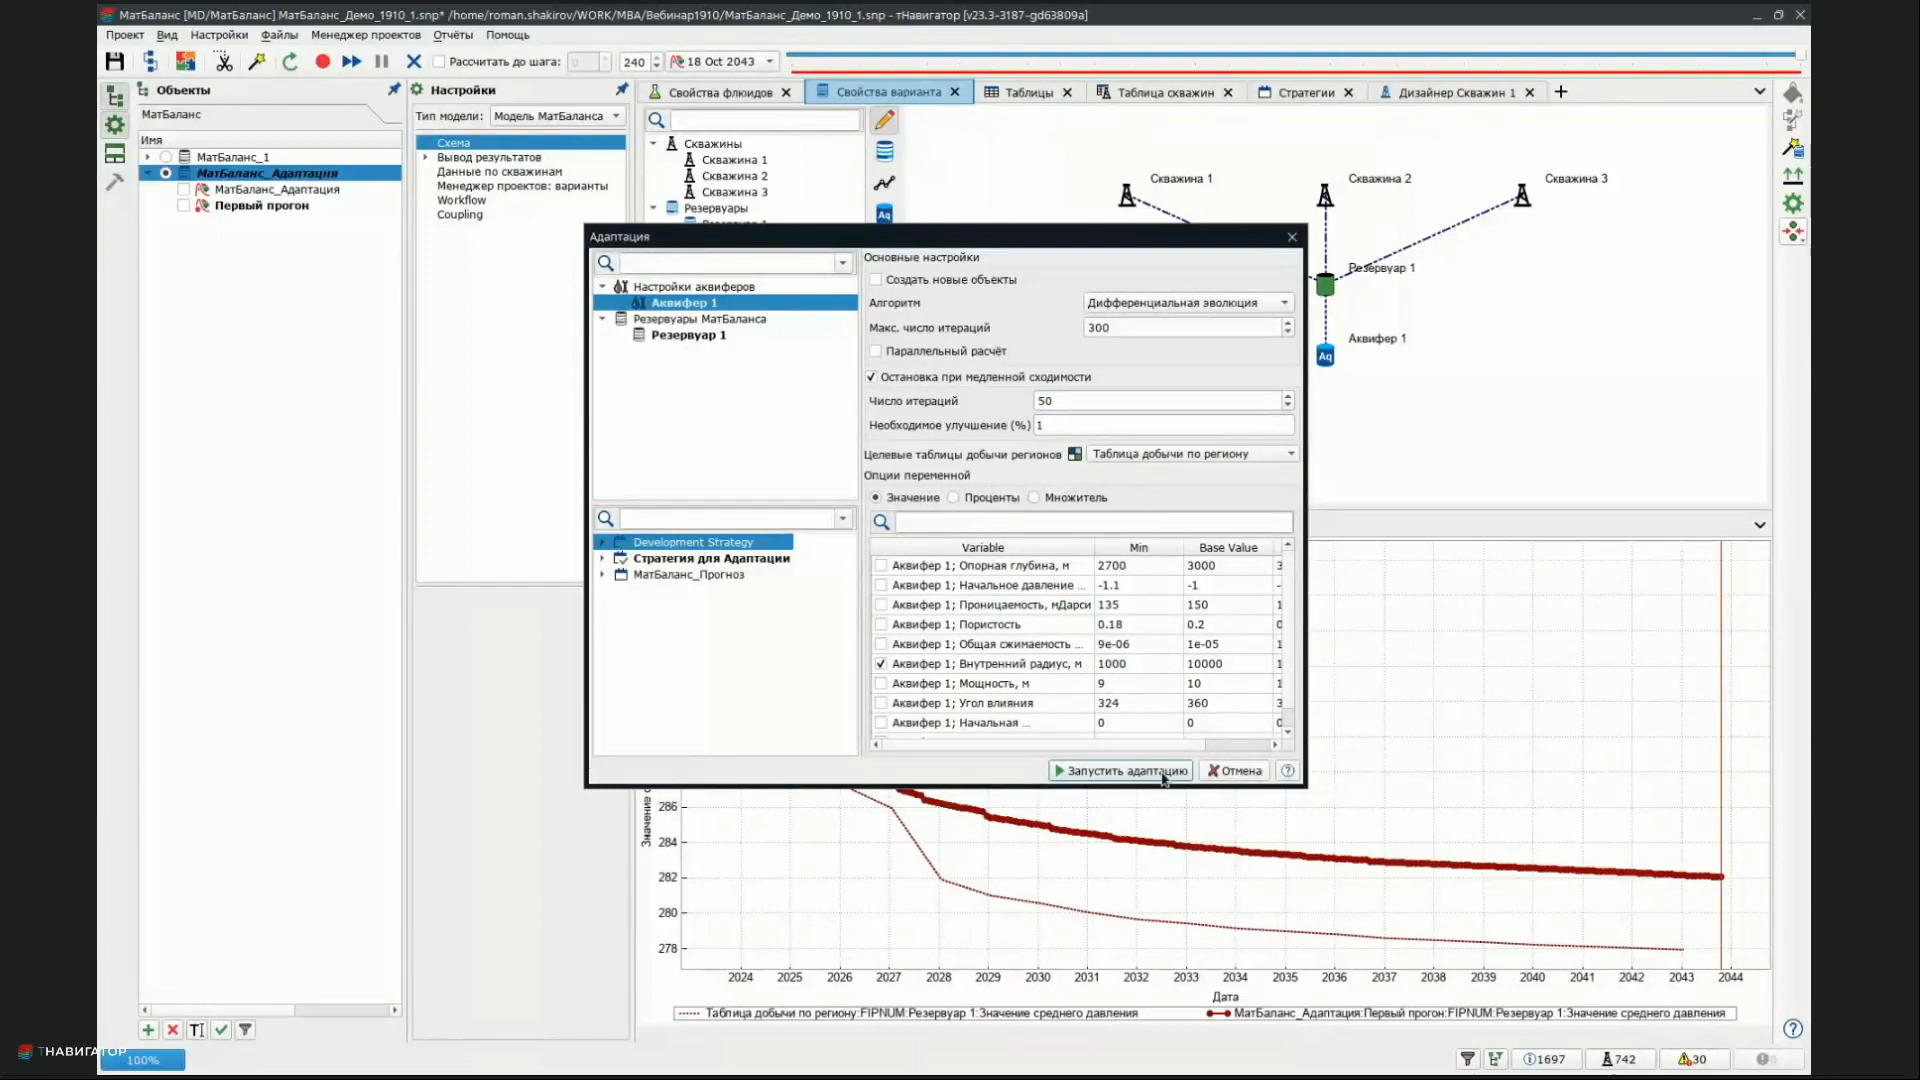 МатБаланс [MD/МатБаланс] МатБаланс_Демо_1910_1.snp* /home/roman.shakirov/WORK/MBA/Вебинар1910/МатБаланс_Демо_1910_1.snp - тНавигатор [v23.3-3187-gd63809a]
Проект Вид Настройки Файлы Менеджер проектов Отчёты Помощь
Рассчитать до шага: 0 240 18 Oct 2043
Объекты
МатБаланс
Имя
МатБаланс_1
МатБаланс_Адаптация
МатБаланс_Адаптация
Первый прогон
Настройки
Тип модели: Модель МатБаланса
Схема
Вывод результатов
Данные по скважинам
Менеджер проектов: варианты
Workflow
Coupling
Свойства флюидов Свойства варианта Таблицы Таблица скважин Стратегии Дизайнер Скважин 1
Скважины
Скважина 1
Скважина 2
Скважина 3
Резервуары
Aq
Скважина 1 Скважина 2 Скважина 3
Резервуар 1
Аквифер 1
Aq
Адаптация
Настройки аквиферов
Аквифер 1
Резервуары МатБаланса
Резервуар 1
Development Strategy
Стратегия для Адаптации
МатБаланс_Прогноз
Основные настройки
Создать новые объекты
Алгоритм Дифференциальная эволюция
Макс. число итераций 300
Параллельный расчёт
Остановка при медленной сходимости
Число итераций 50
Необходимое улучшение (%) 1
Целевые таблицы добычи регионов Таблица добычи по региону
Опции переменной
Значение Проценты Множитель
Variable Min Base Value
Аквифер 1; Опорная глубина, м 2700 3000 3
Аквифер 1; Начальное давление ... -1.1 -1 -
Аквифер 1; Проницаемость, мДарси 135 150 1
Аквифер 1; Пористость 0.18 0.2 0
Аквифер 1; Общая сжимаемость ... 9e-06 1e-05 1
Аквифер 1; Внутренний радиус, м 1000 10000 1
Аквифер 1; Мощность, м 9 10 1
Аквифер 1; Угол влияния 324 360 3
Аквифер 1; Начальная ... 0 0 0
Запустить адаптацию Отмена
286
284
282
280
278
2024 2025 2026 2027 2028 2029 2030 2031 2032 2033 2034 2035 2036 2037 2038 2039 2040 2041 2042 2043 2044
Дата
Таблица добычи по региону:FIPNUM:Резервуар 1:Значение среднего давления МатБаланс_Адаптация:Первый прогон:FIPNUM:Резервуар 1:Значение среднего давления
ТНАВИГАТОР
100%
1697 742 30